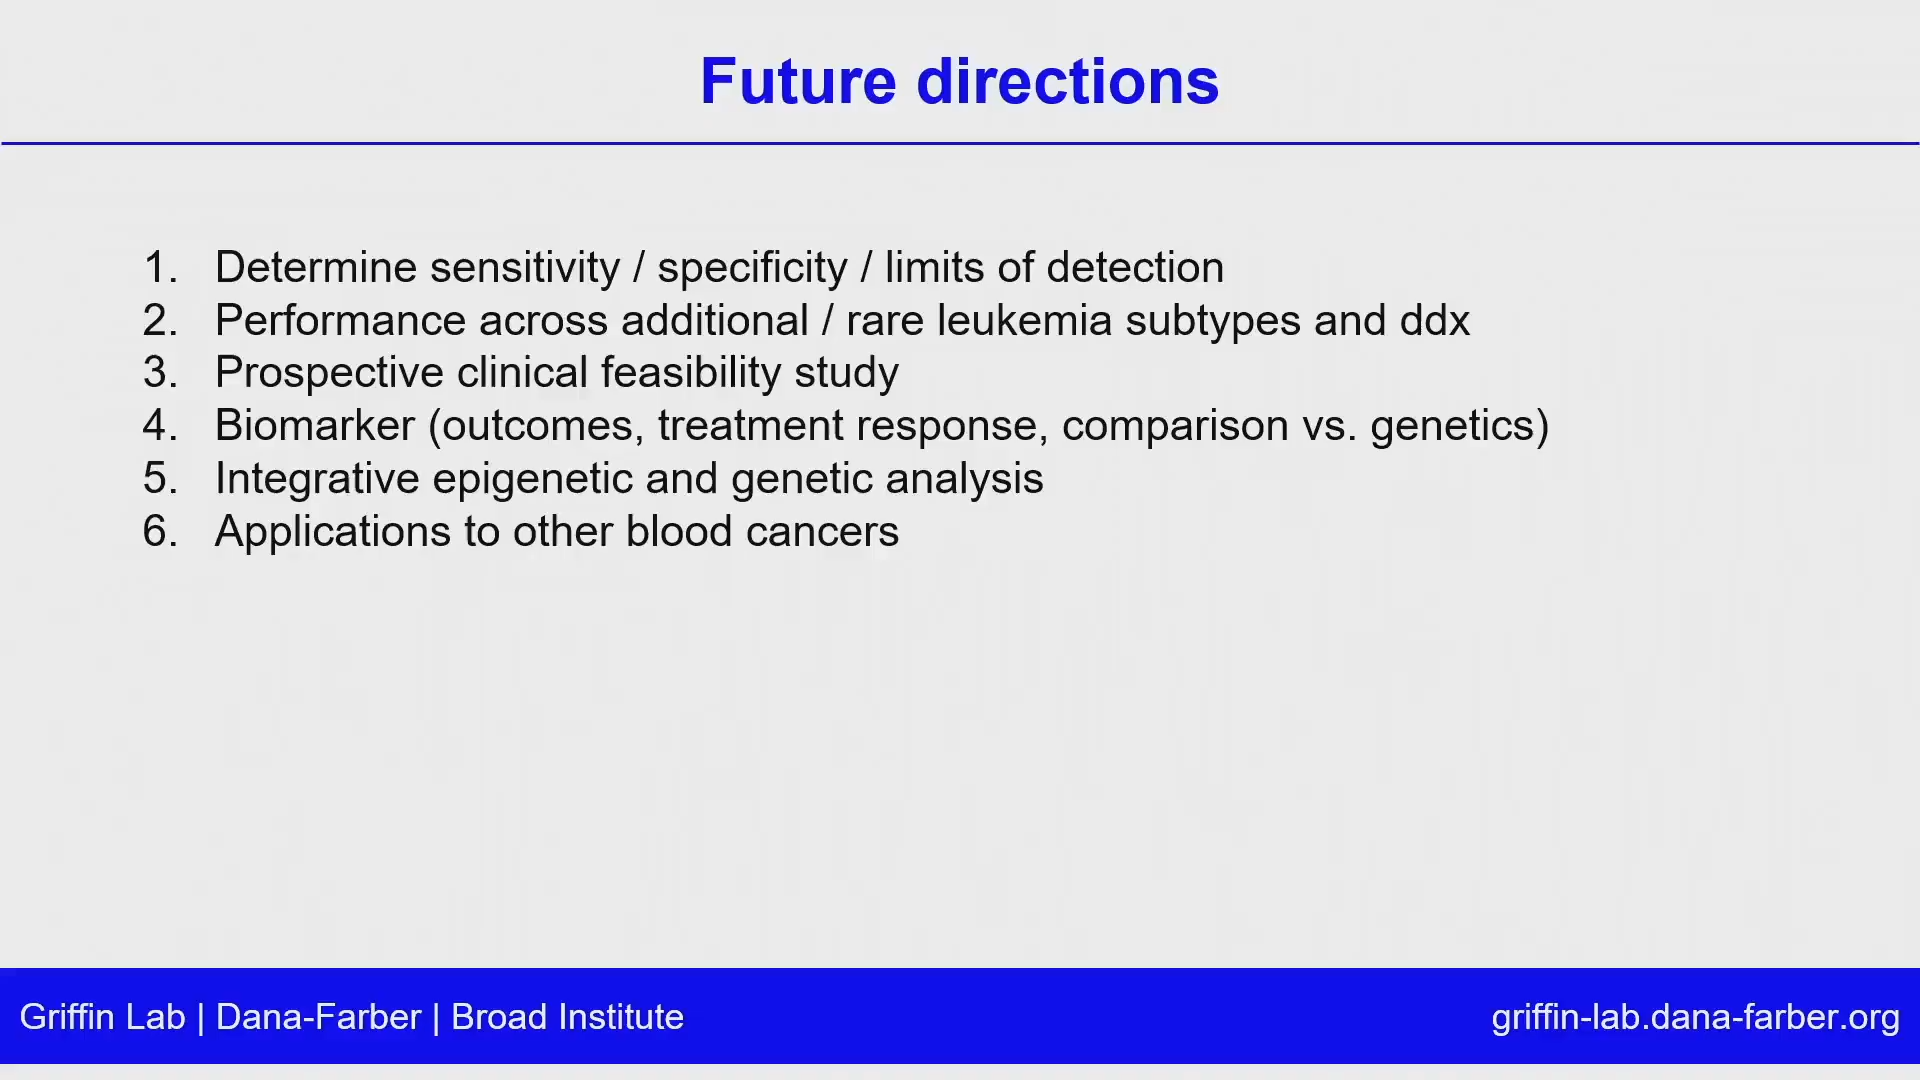 Future directions
1. Determine sensitivity / specificity / limits of detection
2. Performance across additional / rare leukemia subtypes and ddx
3. Prospective clinical feasibility study
4. Biomarker (outcomes, treatment response, comparison vs. genetics)
5. Integrative epigenetic and genetic analysis
6. Applications to other blood cancers
Griffin Lab | Dana-Farber | Broad Institute
griffin-lab.dana-farber.org